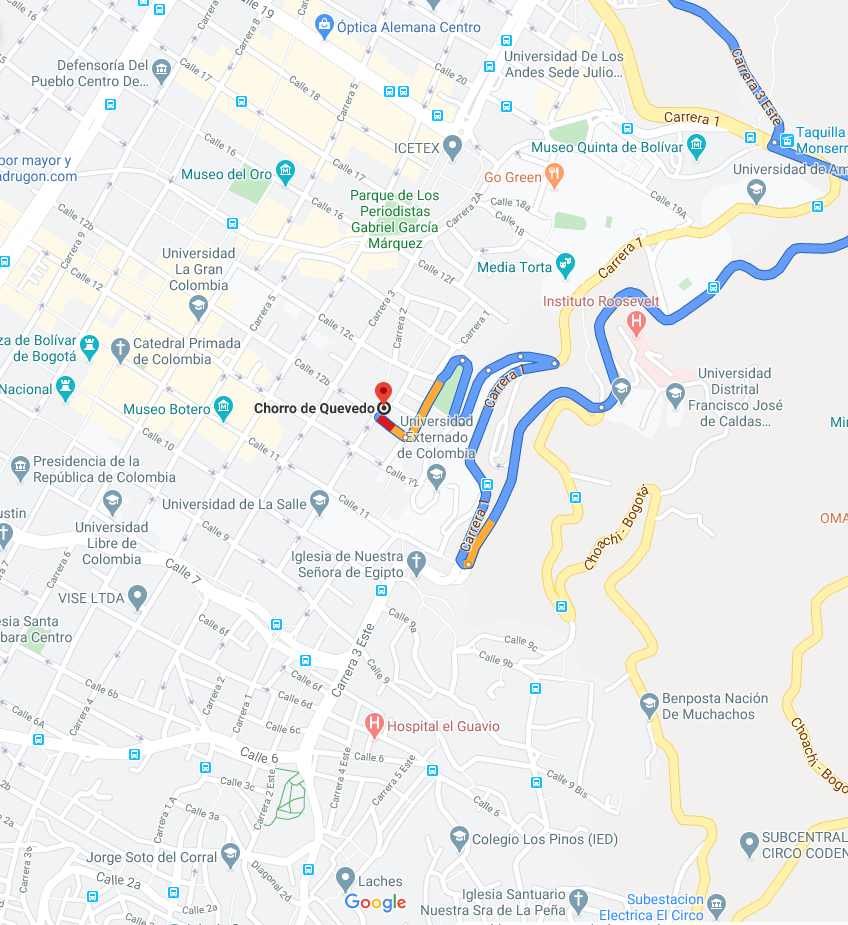 Calle 19
Óptica Alemana Centro
Carrera 8
Defensoría Del
Pueblo Centro De...
Calle 17
Calle 18
Carrera 5
Calle 20
Universidad De Los
Andes Sede Julio...
Carrera 3 Este
Carrera 1
Taquilla
Monserr
ICETEX
Museo Quinta de Bolívar
Calle 16
Calle 17
por mayor y
drugon.com
Museo del Oro
Go Green
Universidad de Am
Parque de Los
Periodistas
Gabriel García
Márquez
Calle 16
Carrera 2A
Calle 18a
Calle 18
Calle 19A
Calle 12b
Universidad
La Gran
Colombia
Calle 12
Carrera 5
Calle 12f
Media Torta
Carrera 7
Carrera 3
Carrera 2
Carrera 1
Instituto Roosevelt
za de Bolívar
de Bogotá
Catedral Primada
de Colombia
Calle 12c
Calle 12b
Nacional
Museo Botero
Chorro de Quevedo
Carrera 1
Universidad
Externado
de Colombia
Universidad
Distrital
Francisco José
de Caldas...
Calle 10
Calle 11
Presidencia de la
República de Colombia
Universidad de La Salle
Calle 11
Choachi - Bogotá
Carrera 1
ustin
Universidad
Libre de
Colombia
Calle 9
Iglesia de Nuestra
Señora de Egipto
OMA
Carrera 6
Calle 7
VISE LTDA
esia Santa
bara Centro
Calle 6f
Calle 9a
Calle 9c
Calle 9b
Calle 9
Carrera 3 Este
Calle 6b
Carrera 2
Carrera 1
Calle 6f
Calle 6d
Calle 6c
Calle 6A
Hospital el Guavio
Benposta Nación
De Muchachos
Calle 6
Calle 6
Carrera 4 Este
Carrera 5 Este
Carrera 2 Este
Calle 3c
Calle 3a
Carrera 1 A
Calle 6
Calle 9 Bis
Choachi - Bogo
Colegio Los Pinos (IED)
SUBCENTRAL
CIRCO CODEN
Jorge Soto del Corral
Carrera 3a
Calle 2a
Diagonal 2d
Laches
Google
Iglesia Santuario
Nuestra Sra de La Peña
Subestacion
Electrica El Circo
Calle 2a